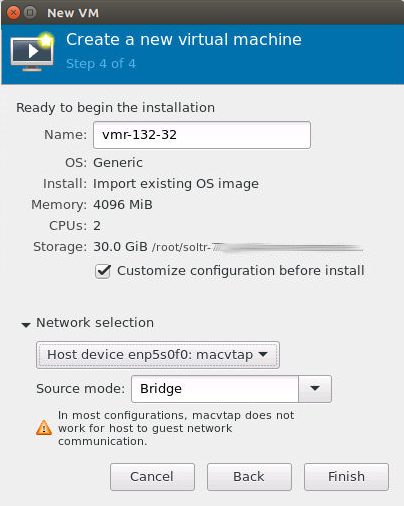 New VM
Create a new virtual machine
Step 4 of 4
Ready to begin the installation
Name: vmr-132-32
OS: Generic
Install: Import existing OS image
Memory: 4096 MiB
CPUs: 2
Storage: 30.0 GiB /root/soltr-
Customize configuration before install
Network selection
Host device enp5s0f0: macvtap
Source mode: Bridge
In most configurations, macvtap does not
work for host to guest network
communication.
Cancel Back Finish